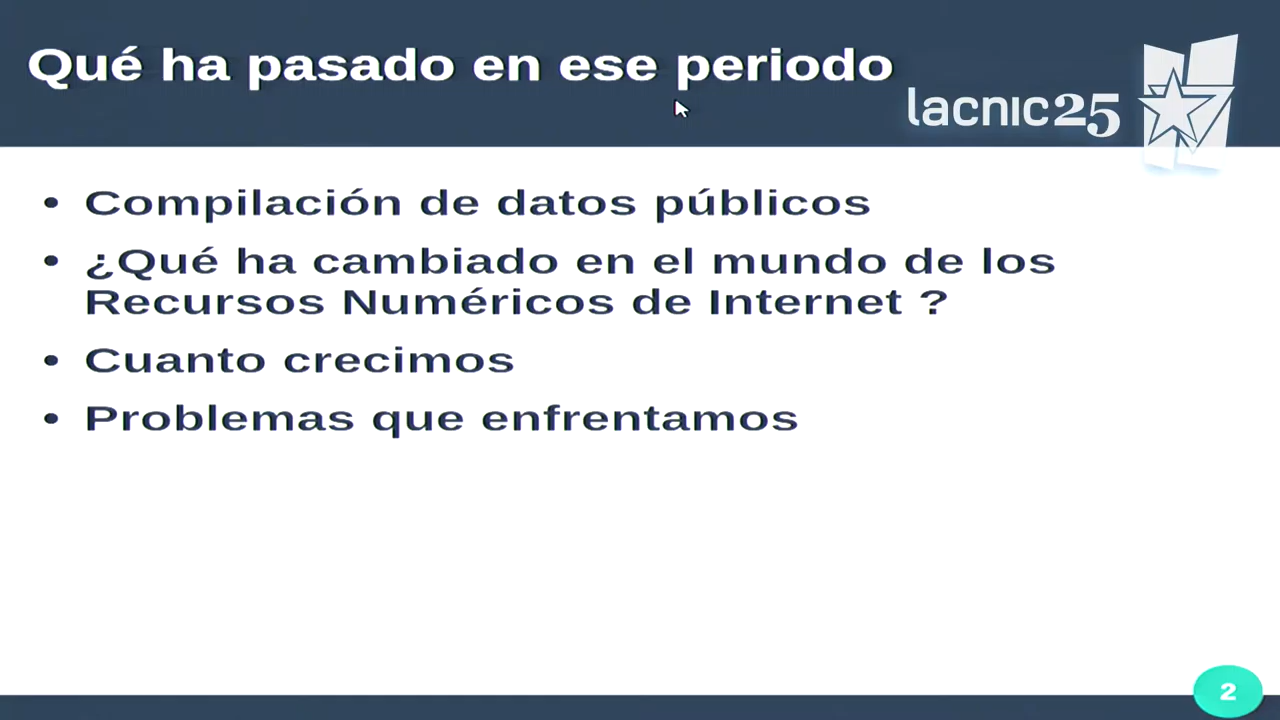 Qué ha pasado en ese periodo
lacnic25
• Compilación de datos públicos
• ¿Qué ha cambiado en el mundo de los
Recursos Numéricos de Internet ?
• Cuanto crecimos
• Problemas que enfrentamos
2